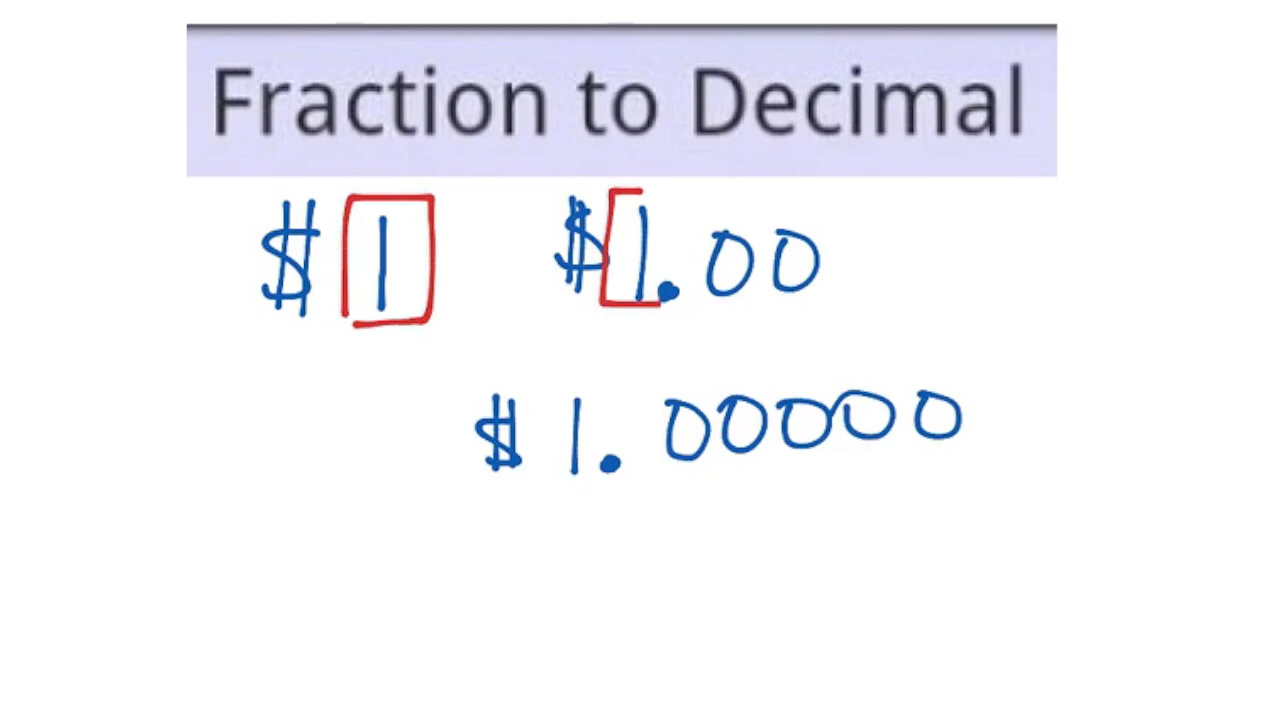 Fraction to Decimal
$ 1 $1.00
$ 1.00000